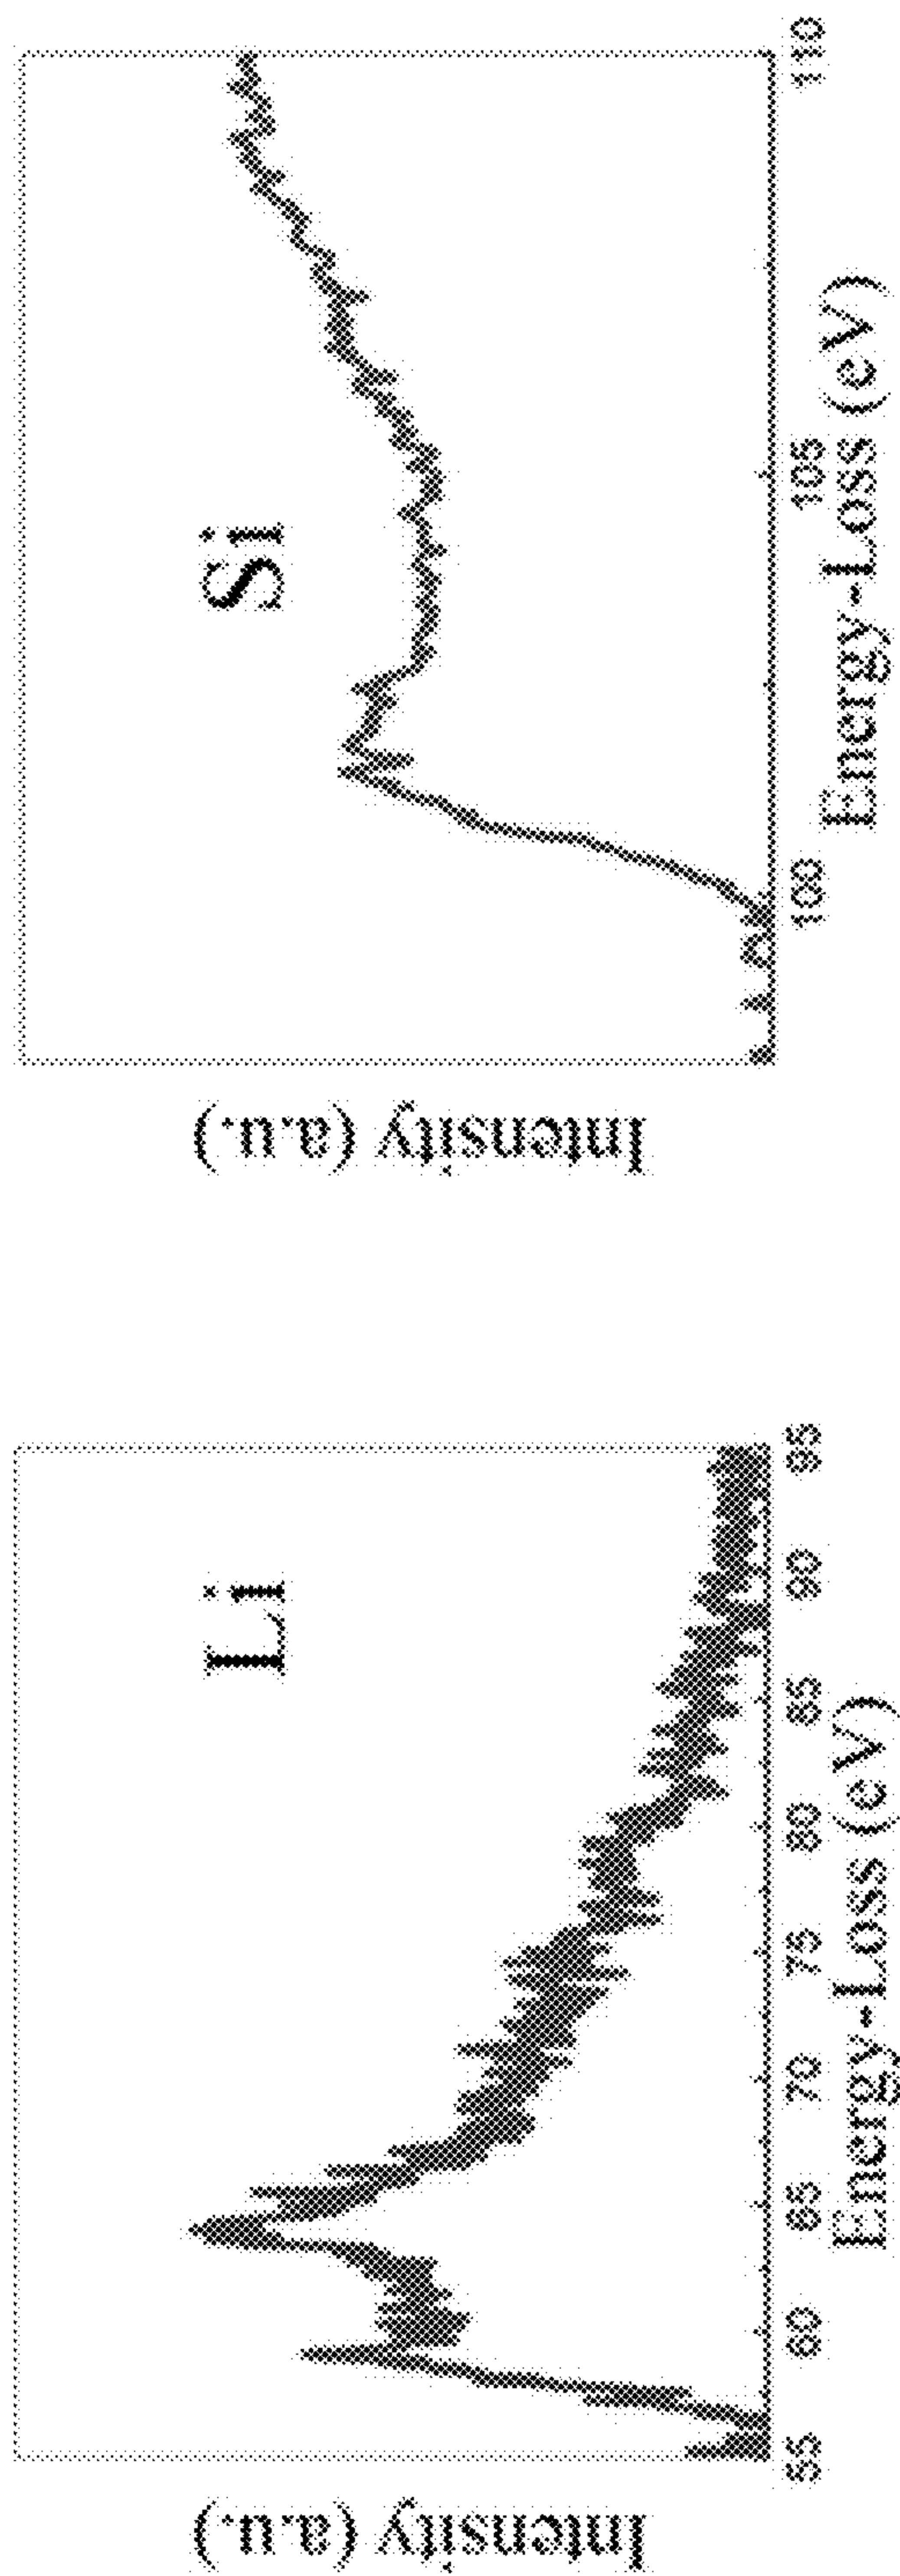 Li
Intensity (a.u.)
55 60 65 70 75 80 85 90 95
Energy-Loss (eV)
Si
Intensity (a.u.)
100 105 110
Energy-Loss (eV)